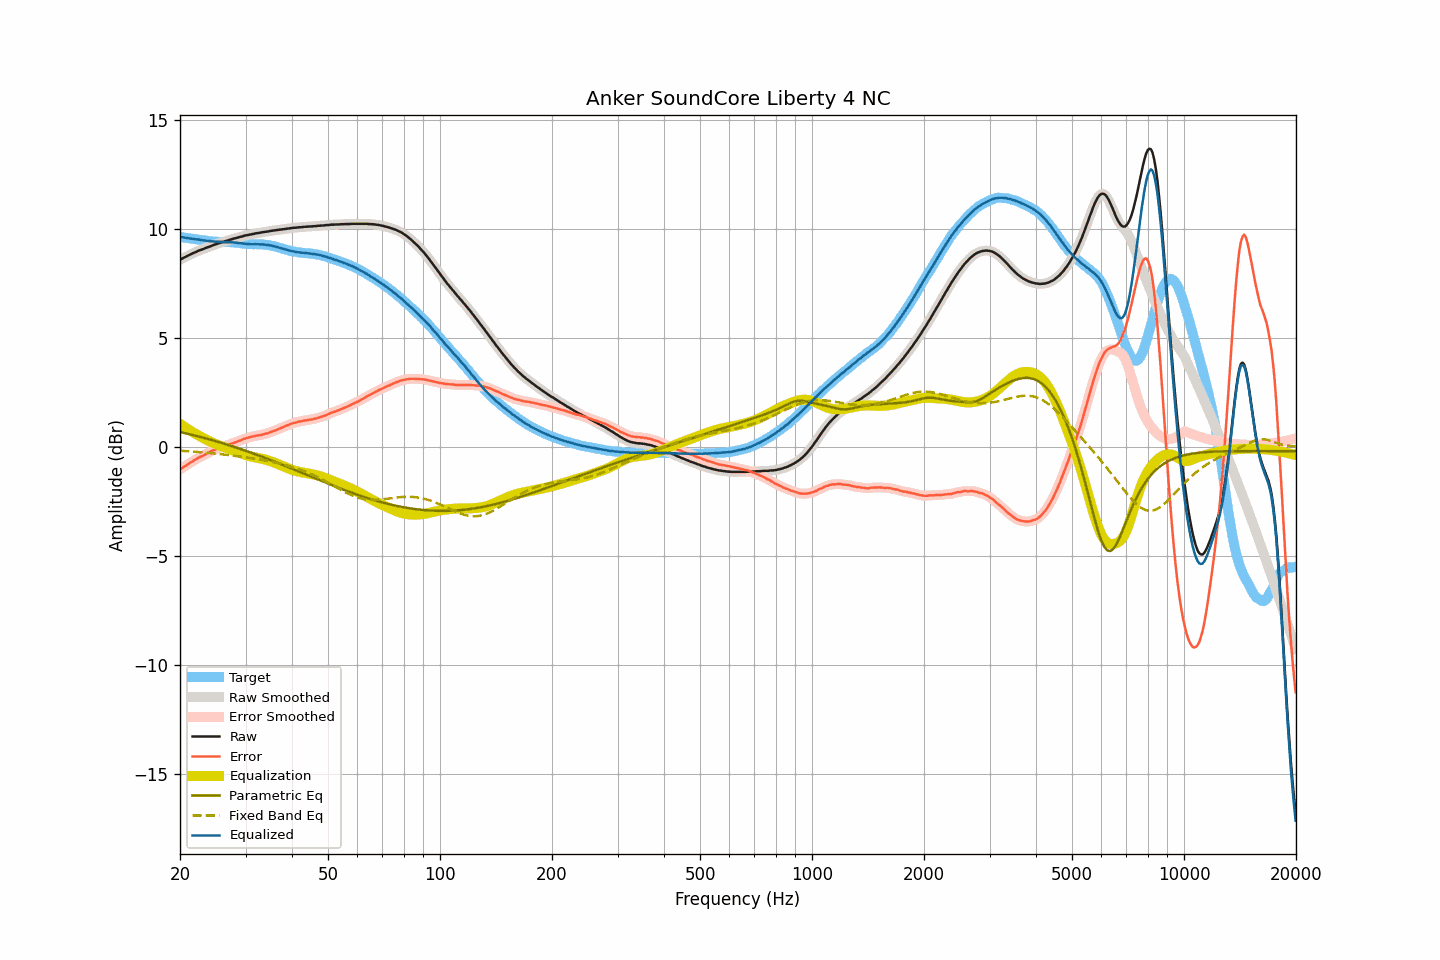 Anker SoundCore Liberty 4 NC
15
10
5
0
−5
−10
−15
Amplitude (dBr)
Target
Raw Smoothed
Error Smoothed
Raw
Error
Equalization
Parametric Eq
Fixed Band Eq
Equalized
20 50 100 200 500 1000 2000 5000 10000 20000
Frequency (Hz)